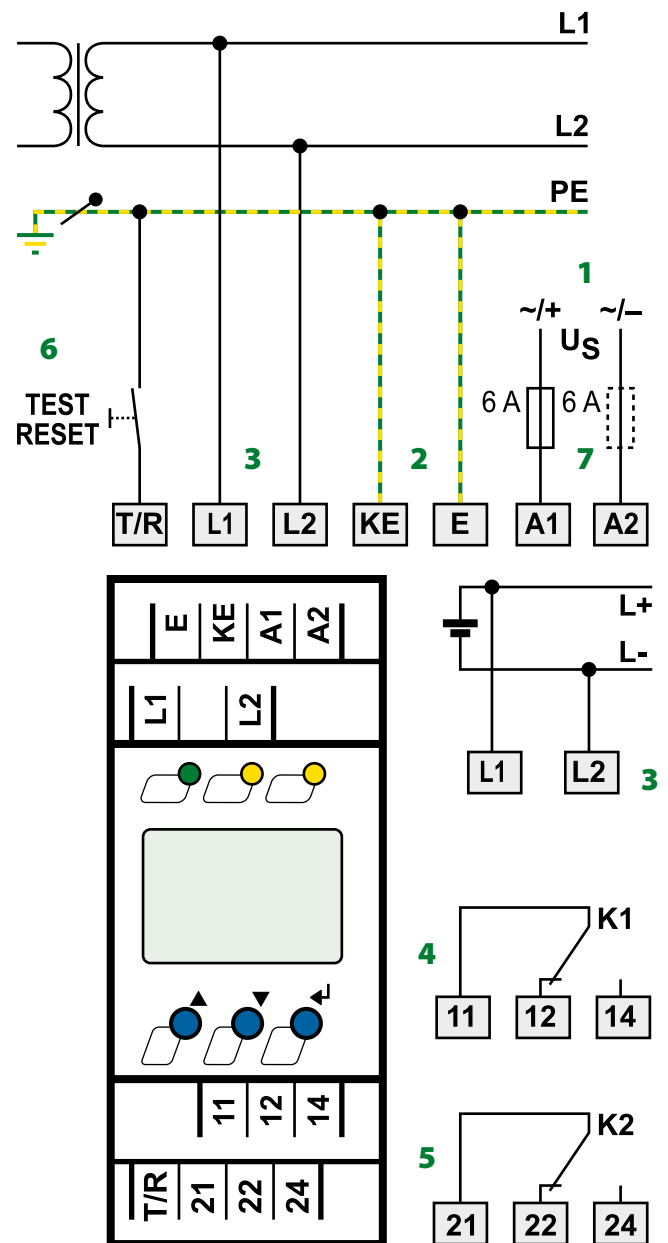 L1
L2
PE
1
~/+ ~/–
US
6 A 6 A
6
TEST
RESET
3 2 7
T/R L1 L2 KE E A1 A2
E KE A1 A2
L+
L-
L1 L2
L1 L2 3
K1
4
11 12 14
11 12 14
K2
5
T/R 21 22 24
21 22 24